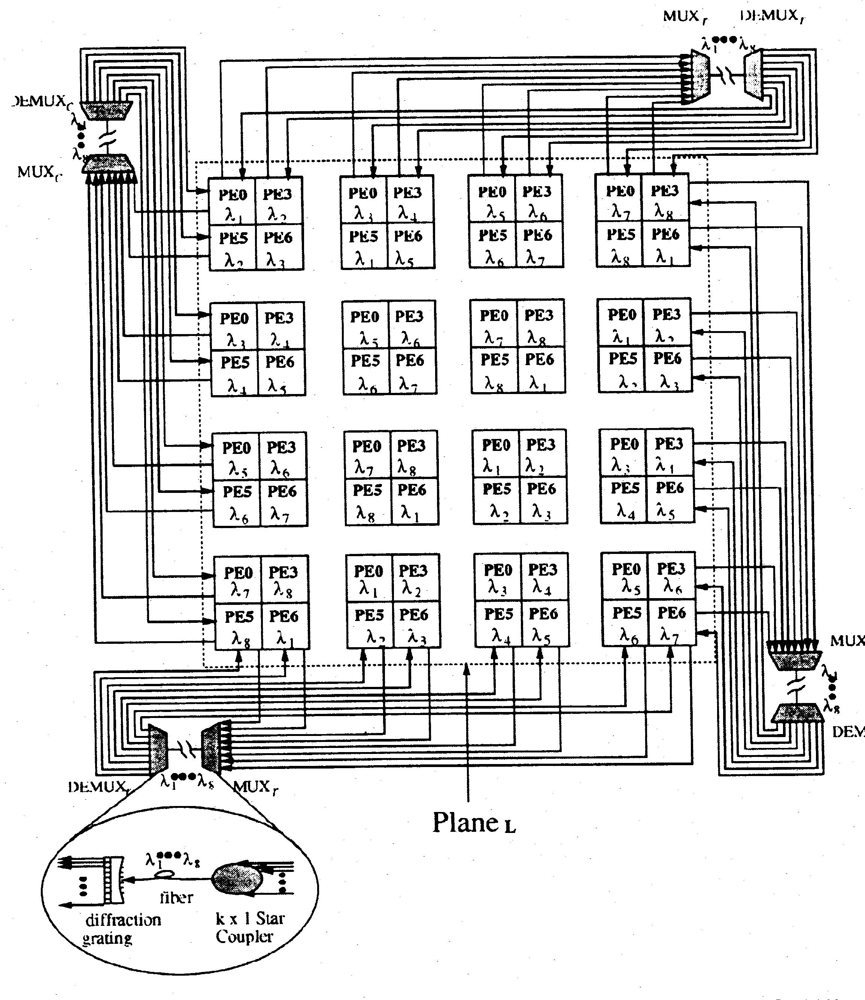 MUXr DEMUXr
λ1 ••• λ8
DEMUXC
λ1
λ8
MUXC
PE0 PE3 PE0 PE3 PE0 PE3 PE0 PE3
λ1 λ2 λ3 λ4 λ5 λ6 λ7 λ8
PE5 PE6 PE5 PE6 PE5 PE6 PE5 PE6
λ2 λ3 λ1 λ5 λ6 λ7 λ8 λ1
PE0 PE3 PE0 PE3 PE0 PE3 PE0 PE3
λ3 λ4 λ5 λ6 λ7 λ8 λ1 λ2
PE5 PE6 PE5 PE6 PE5 PE6 PE5 PE6
λ4 λ5 λ6 λ7 λ8 λ1 λ2 λ3
PE0 PE3 PE0 PE3 PE0 PE3 PE0 PE3
λ5 λ6 λ7 λ8 λ1 λ2 λ3 λ1
PE5 PE6 PE5 PE6 PE5 PE6 PE5 PE6
λ6 λ7 λ8 λ1 λ2 λ3 λ4 λ5
PE0 PE3 PE0 PE3 PE0 PE3 PE0 PE3
λ7 λ8 λ1 λ2 λ3 λ4 λ5 λ6
PE5 PE6 PE5 PE6 PE5 PE6 PE5 PE6
λ8 λ1 λ2 λ3 λ4 λ5 λ6 λ7
MUX
λ1
λ8
DEM
λ1 ••• λ8
DEMUXr MUXr
Plane L
λ1 ••• λ8
fiber
diffraction
grating
k x 1 Star
Coupler